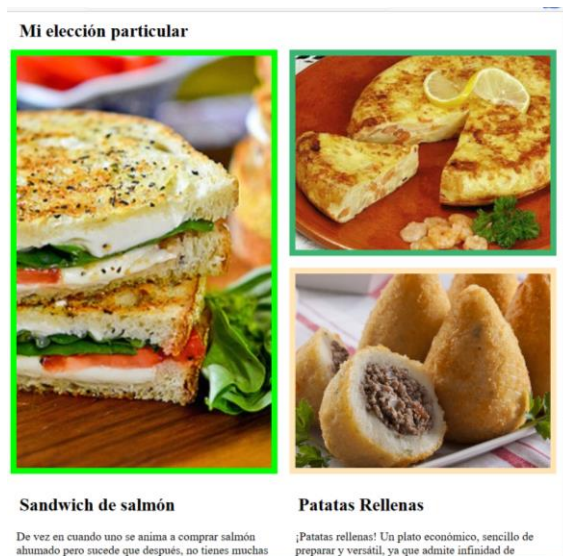 Mi elección particular
Sandwich de salmón
De vez en cuando uno se anima a comprar salmón
ahumado pero sucede que después, no tienes muchas
Patatas Rellenas
¡Patatas rellenas! Un plato económico, sencillo de
preparar y versátil, ya que admite infinidad de